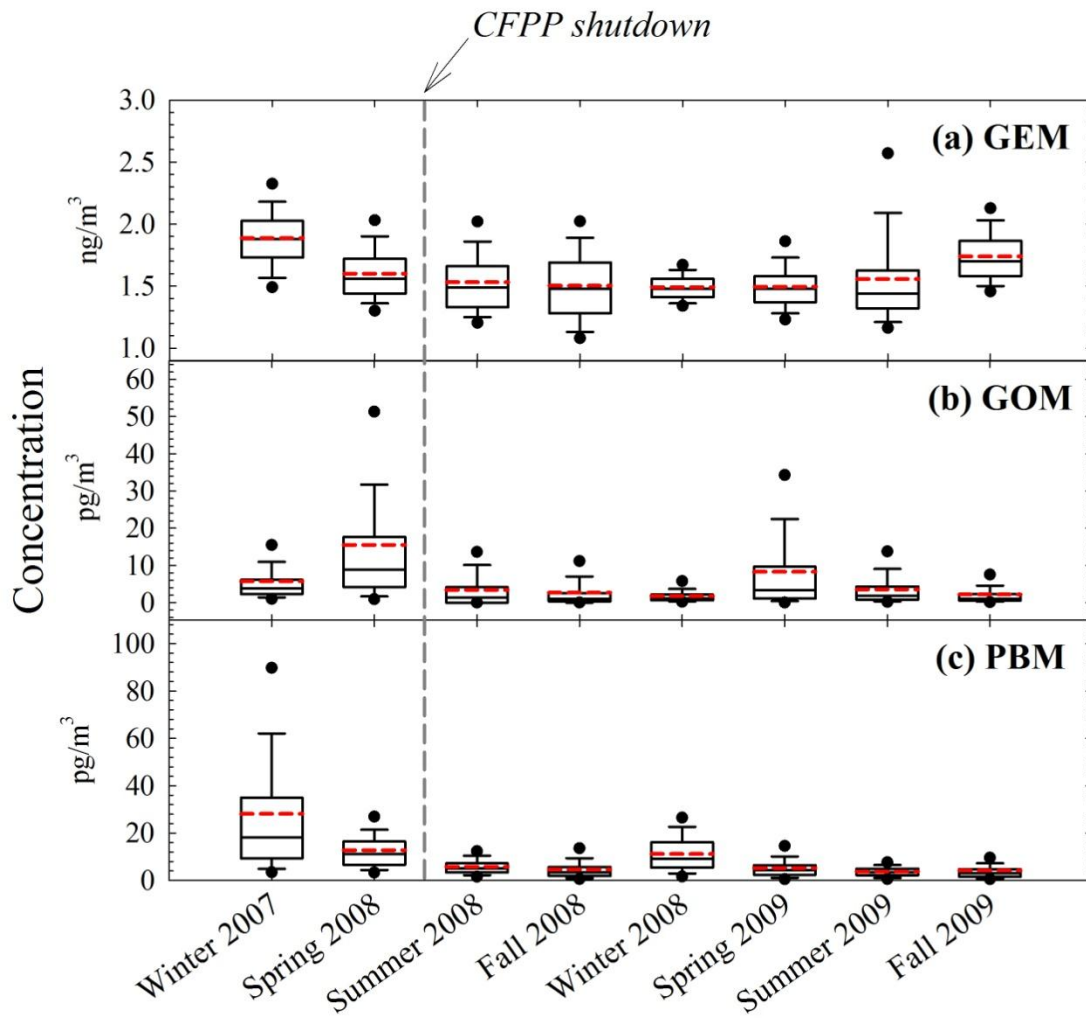 CFPP shutdown
3.0
(a) GEM
2.5
ng/m³
2.0
1.5
1.0
60
(b) GOM
50
40
pg/m³
30
20
10
0
Concentration
100
(c) PBM
80
pg/m³
60
40
20
0
Winter 2007
Spring 2008
Summer 2008
Fall 2008
Winter 2008
Spring 2009
Summer 2009
Fall 2009